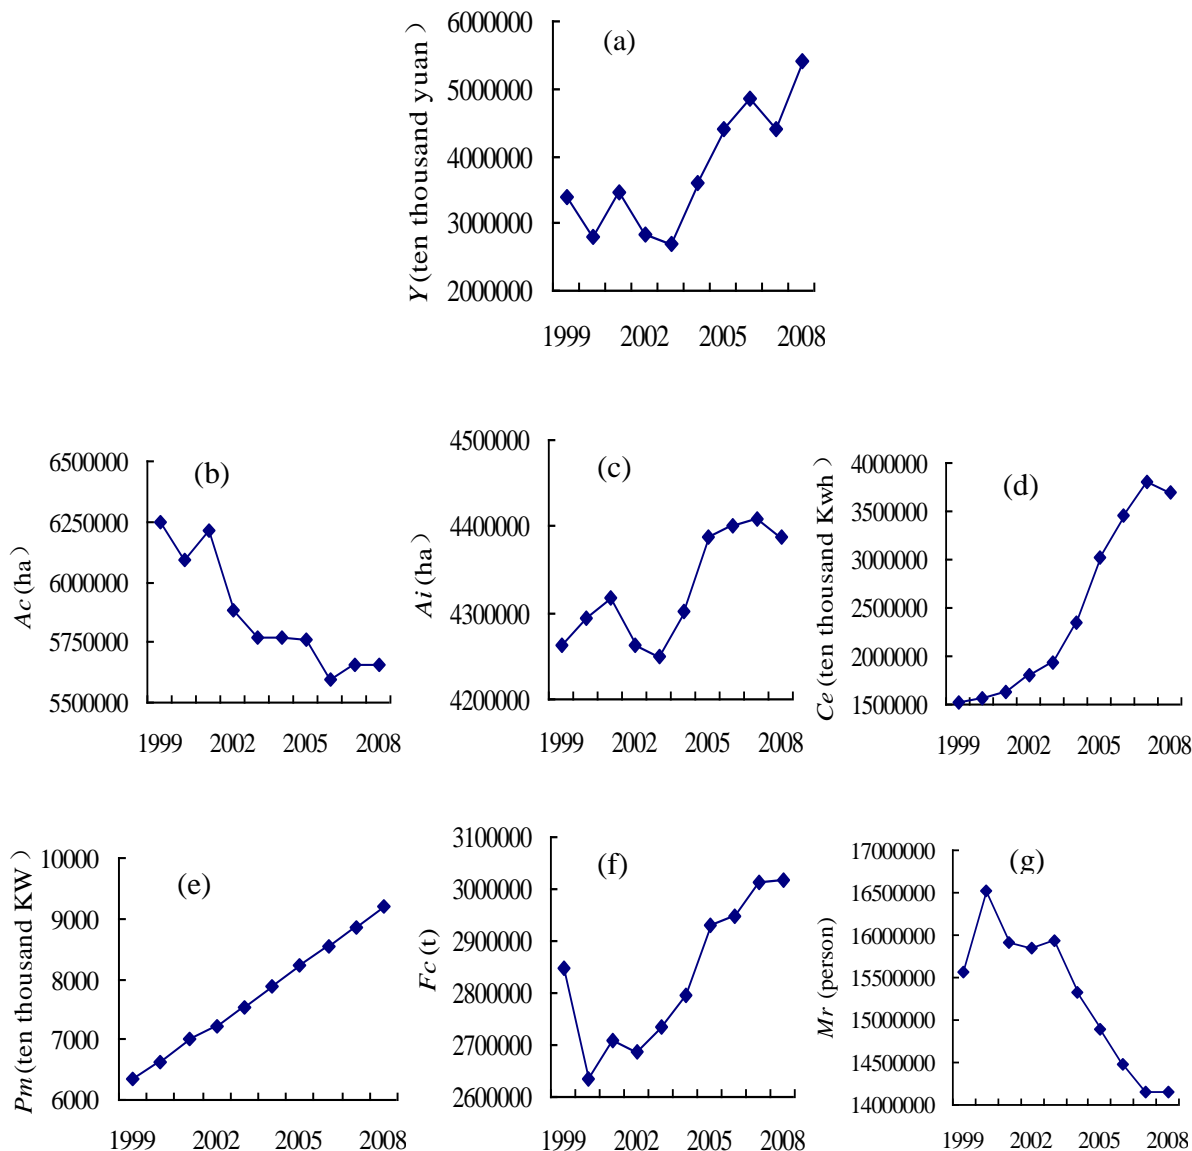 (a)
Y(ten thousand yuan)
6000000
5000000
4000000
3000000
2000000
1999 2002 2005 2008
(b)
Ac(ha)
6500000
6250000
6000000
5750000
5500000
1999 2002 2005 2008
(c)
Ai(ha)
4500000
4400000
4300000
4200000
1999 2002 2005 2008
(d)
Ce(ten thousand Kwh)
4000000
3500000
3000000
2500000
2000000
1500000
1999 2002 2005 2008
(e)
Pm(ten thousand KW)
10000
9000
8000
7000
6000
1999 2002 2005 2008
(f)
Fc(t)
3100000
3000000
2900000
2800000
2700000
2600000
1999 2002 2005 2008
(g)
Mr (person)
17000000
16500000
16000000
15500000
15000000
14500000
14000000
1999 2002 2005 2008